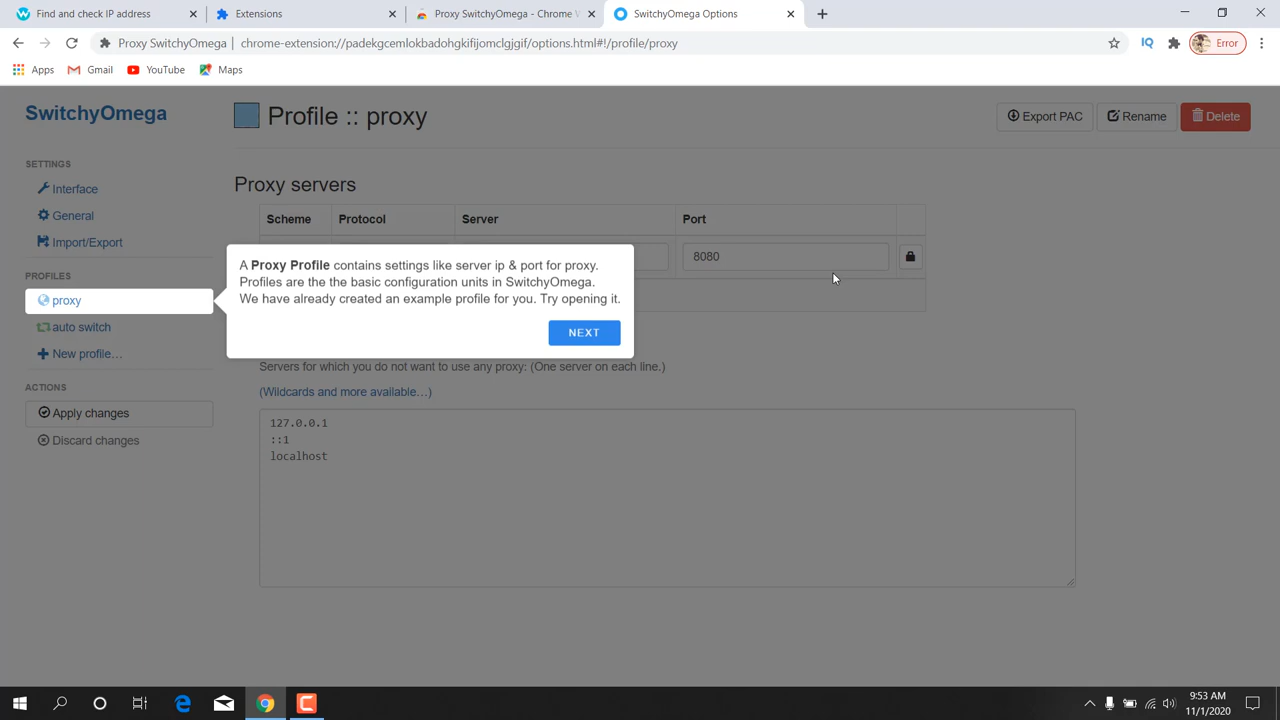 Find and check IP address
Extensions
Proxy SwitchyOmega - Chrome W
SwitchyOmega Options
Proxy SwitchyOmega
chrome-extension://padekgcemlokbadohgkifijomclgjgif/options.html#!/profile/proxy
IQ
Error
Apps
Gmail
YouTube
Maps
SwitchyOmega
Profile :: proxy
Export PAC
Rename
Delete
SETTINGS
Interface
General
Import/Export
PROFILES
proxy
auto switch
New profile…
ACTIONS
Apply changes
Discard changes
Proxy servers
Scheme Protocol Server Port
8080
A Proxy Profile contains settings like server ip & port for proxy.
Profiles are the the basic configuration units in SwitchyOmega.
We have already created an example profile for you. Try opening it.
NEXT
Servers for which you do not want to use any proxy: (One server on each line.)
(Wildcards and more available…)
127.0.0.1
::1
localhost
9:53 AM
11/1/2020